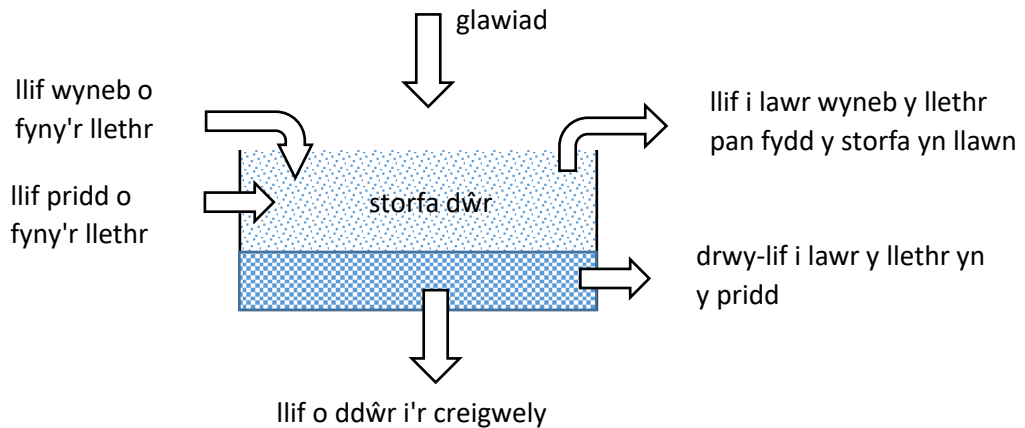 glawiad
llif wyneb o
fyny'r llethr
llif i lawr wyneb y llethr
pan fydd y storfa yn llawn
llif pridd o
fyny'r llethr
storfa dŵr
drwy-lif i lawr y llethr yn
y pridd
llif o ddŵr i'r creigwely